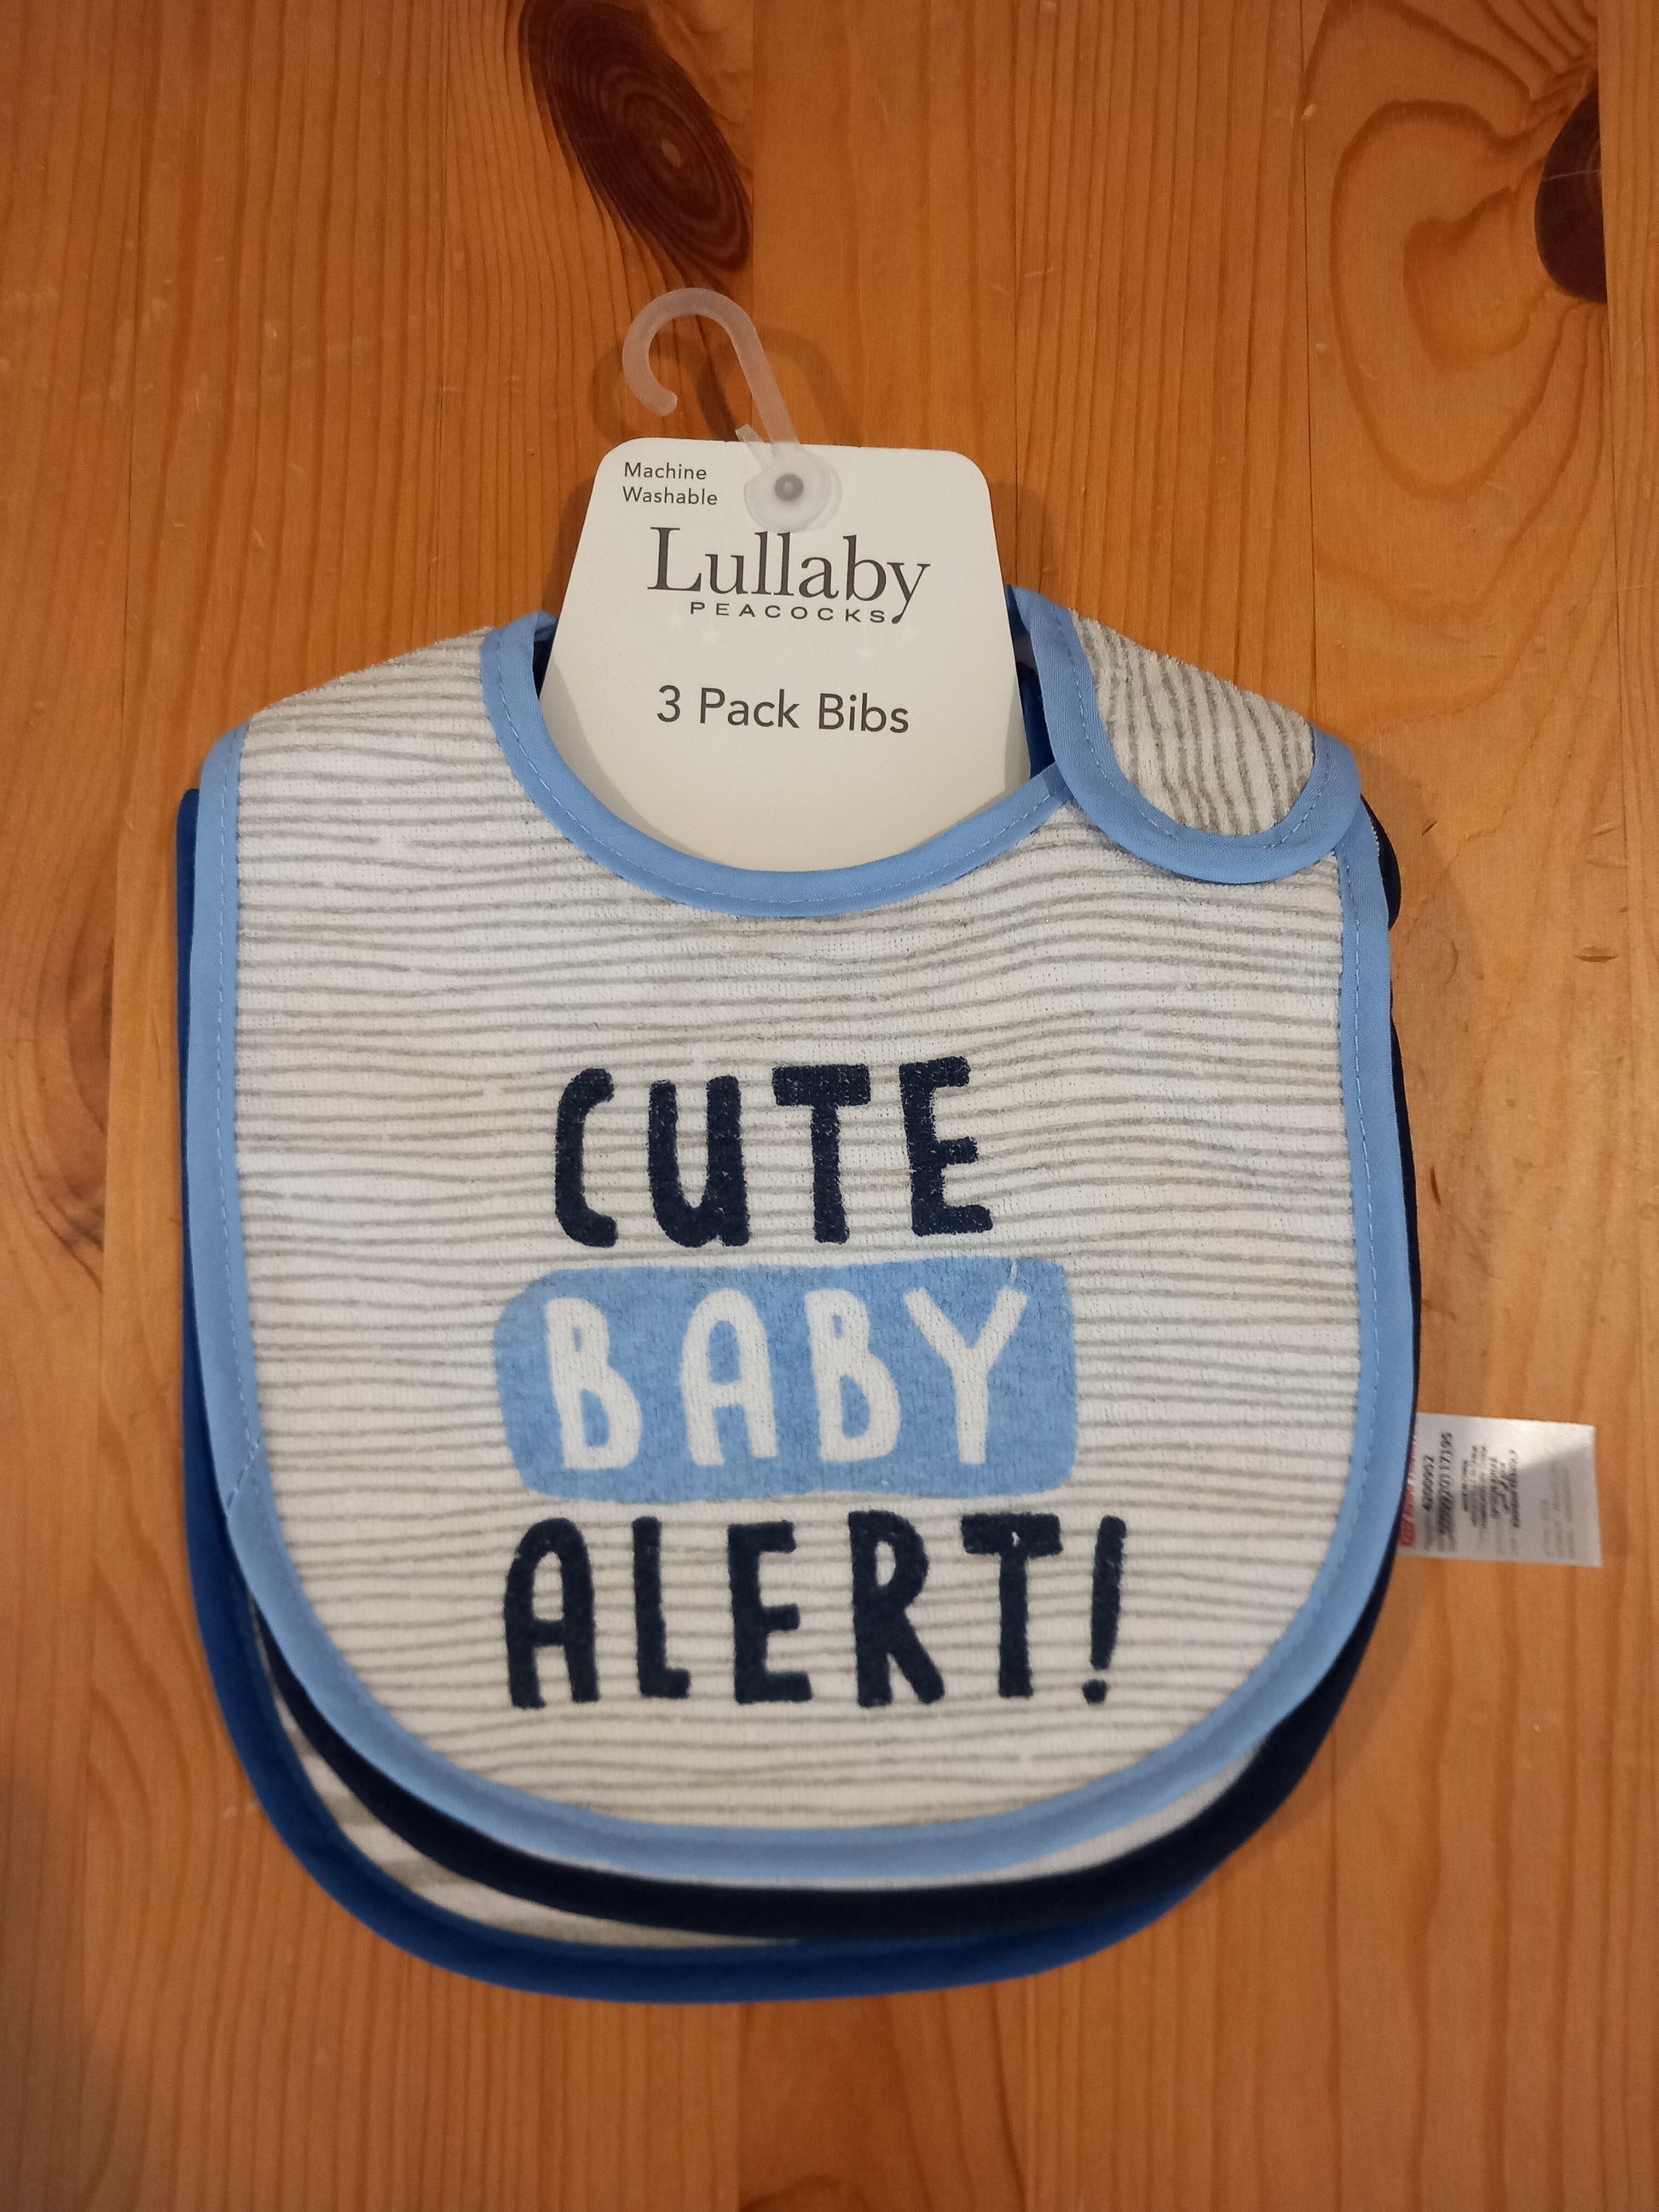 Machine
Washable
Lullaby
PEACOCKS
3 Pack Bibs
CUTE
BABY
ALERT!